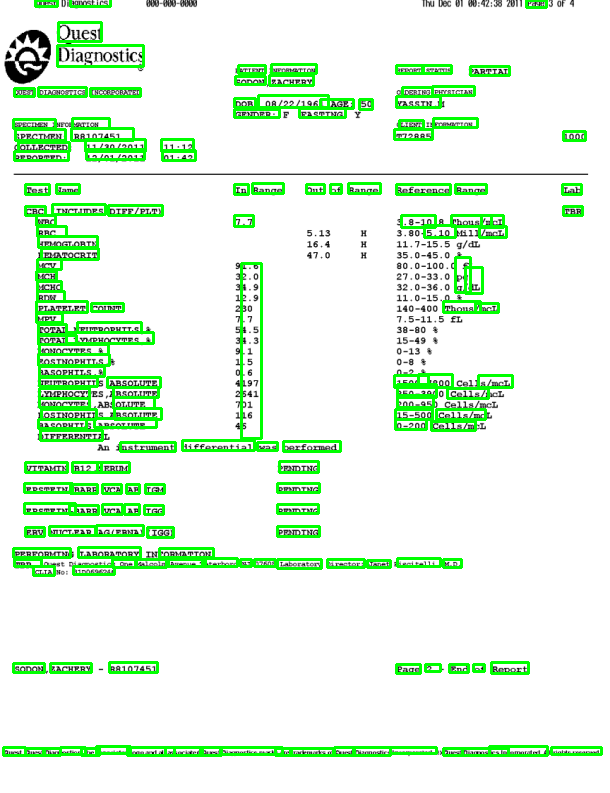 Quest Diagnostics 000-000-0000 Thu Dec 01 00:42:38 2011 Page 3 of 4
Quest
Diagnostics
PATIENT INFORMATION REPORT STATUS PARTIAL
SODON, ZACHERY
QUEST DIAGNOSTICS INCORPORATED ORDERING PHYSICIAN
DOB: 08/22/196 AGE: 50 YASSIN, M
GENDER: F FASTING: Y
SPECIMEN INFORMATION CLIENT INFORMATION
SPECIMEN: R8107451 T72885 1000
COLLECTED: 11/30/2011 11:12
REPORTED: 12/01/2011 01:42
Test Name In Range Out of Range Reference Range Lab
CBC (INCLUDES DIFF/PLT) TBR
WBC 7.7 3.8-10.8 Thous/mcL
RBC 5.13 H 3.80-5.10 Mill/mcL
HEMOGLOBIN 16.4 H 11.7-15.5 g/dL
HEMATOCRIT 47.0 H 35.0-45.0 %
MCV 91.6 80.0-100.0 fL
MCH 32.0 27.0-33.0 pg
MCHC 34.9 32.0-36.0 g/dL
RDW 12.9 11.0-15.0 %
PLATELET COUNT 230 140-400 Thous/mcL
MPV 7.7 7.5-11.5 fL
TOTAL NEUTROPHILS,% 54.5 38-80 %
TOTAL LYMPHOCYTES,% 34.3 15-49 %
MONOCYTES,% 9.1 0-13 %
EOSINOPHILS,% 1.5 0-8 %
BASOPHILS,% 0.6 0-2 %
NEUTROPHILS,ABSOLUTE 4197 1500-7800 Cells/mcL
LYMPHOCYTES,ABSOLUTE 2641 850-3900 Cells/mcL
MONOCYTES,ABSOLUTE 701 200-950 Cells/mcL
EOSINOPHILS,ABSOLUTE 116 15-500 Cells/mcL
BASOPHILS,ABSOLUTE 46 0-200 Cells/mcL
DIFFERENTIAL
An instrument differential was performed
VITAMIN B12, SERUM PENDING
EPSTEIN-BARR VCA AB IGM PENDING
EPSTEIN-BARR VCA AB IGG PENDING
EBV NUCLEAR AG(EBNA) IGG PENDING
PERFORMING LABORATORY INFORMATION
TBR Quest Diagnostics One Malcolm Avenue Teterboro NJ 07608 Laboratory Director: Janet Piscitelli, M.D.
CLIA No: 31D0696246
SODON, ZACHERY - R8107451 Page 2 - End of Report
Quest, Quest Diagnostics, the associated logo and all associated Quest Diagnostics marks are trademarks of Quest Diagnostics Incorporated. © Quest Diagnostics Incorporated. All rights reserved.